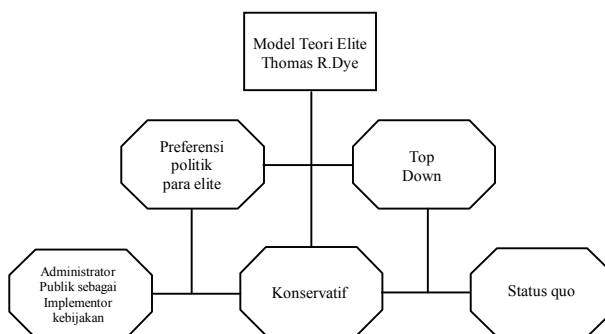 Model Teori Elite
Thomas R.Dye
Preferensi
politik
para elite
Top
Down
Administrator
Publik sebagai
Implementor
kebijakan
Konservatif
Status quo